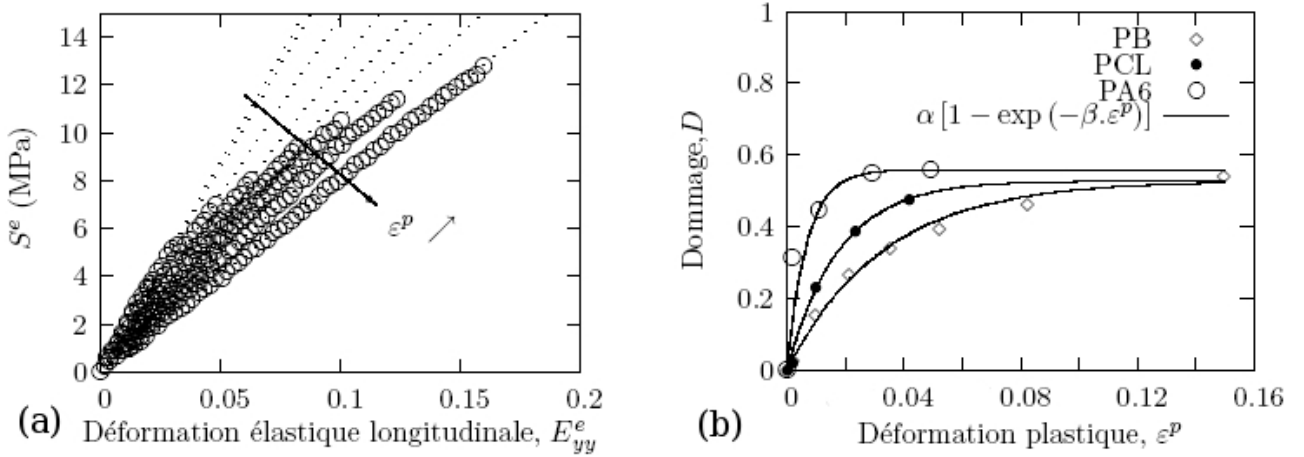 14
12
10
8
6
4
2
0
S^e (MPa)
ε^p ↗
0 0.05 0.1 0.15 0.2
(a) Déformation élastique longitudinale, E^e_yy
1
0.8
0.6
0.4
0.2
0
Dommage, D
PB
PCL
PA6
α [1 − exp (−β.ε^p)]
0 0.04 0.08 0.12 0.16
(b) Déformation plastique, ε^p